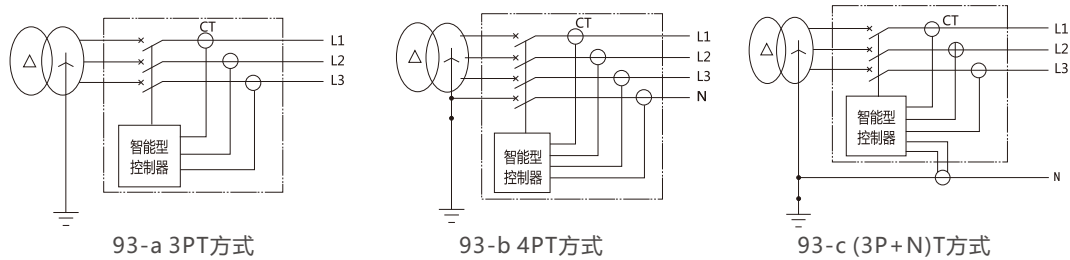 CT
L1
L2
L3
△
智能型
控制器
93-a 3PT方式
CT
L1
L2
L3
N
△
智能型
控制器
93-b 4PT方式
CT
L1
L2
L3
△
智能型
控制器
N
93-c (3P+N)T方式